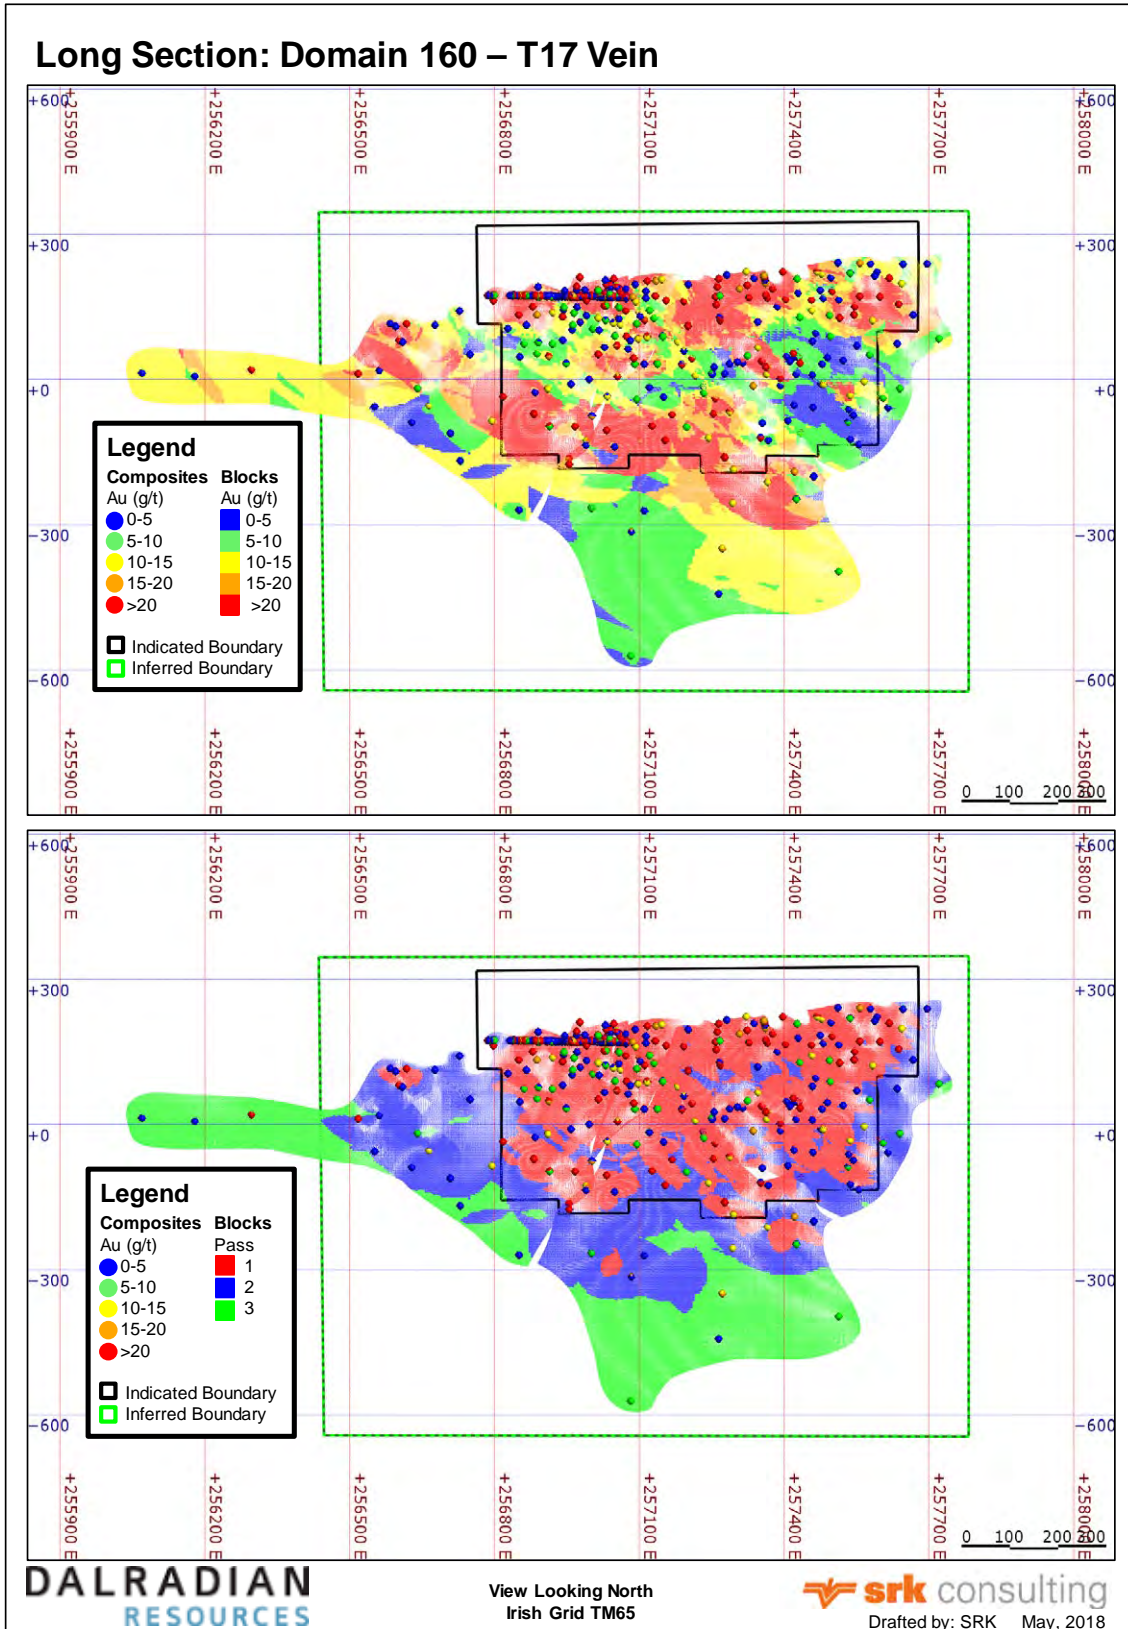 Long Section: Domain 160 – T17 Vein
+600
+255900 E
+256200 E
+256500 E
+256800 E
+257100 E
+257400 E
+257700 E
+258000 E
+600
+300
+300
+0
+0
Legend
Composites Blocks
Au (g/t) Au (g/t)
0-5 0-5
5-10 5-10
10-15 10-15
15-20 15-20
>20 >20
Indicated Boundary
Inferred Boundary
−300
−300
−600
−600
+255900 E
+256200 E
+256500 E
+256800 E
+257100 E
+257400 E
+257700 E
+258000 E
0 100 200 300
+600
+255900 E
+256200 E
+256500 E
+256800 E
+257100 E
+257400 E
+257700 E
+258000 E
+600
+300
+300
+0
+0
Legend
Composites Blocks
Au (g/t) Pass
0-5 1
5-10 2
10-15 3
15-20
>20
Indicated Boundary
Inferred Boundary
−300
−300
−600
−600
+255900 E
+256200 E
+256500 E
+256800 E
+257100 E
+257400 E
+257700 E
+258000 E
0 100 200 300
DALRADIAN
RESOURCES
View Looking North
Irish Grid TM65
srk consulting
Drafted by: SRK May, 2018